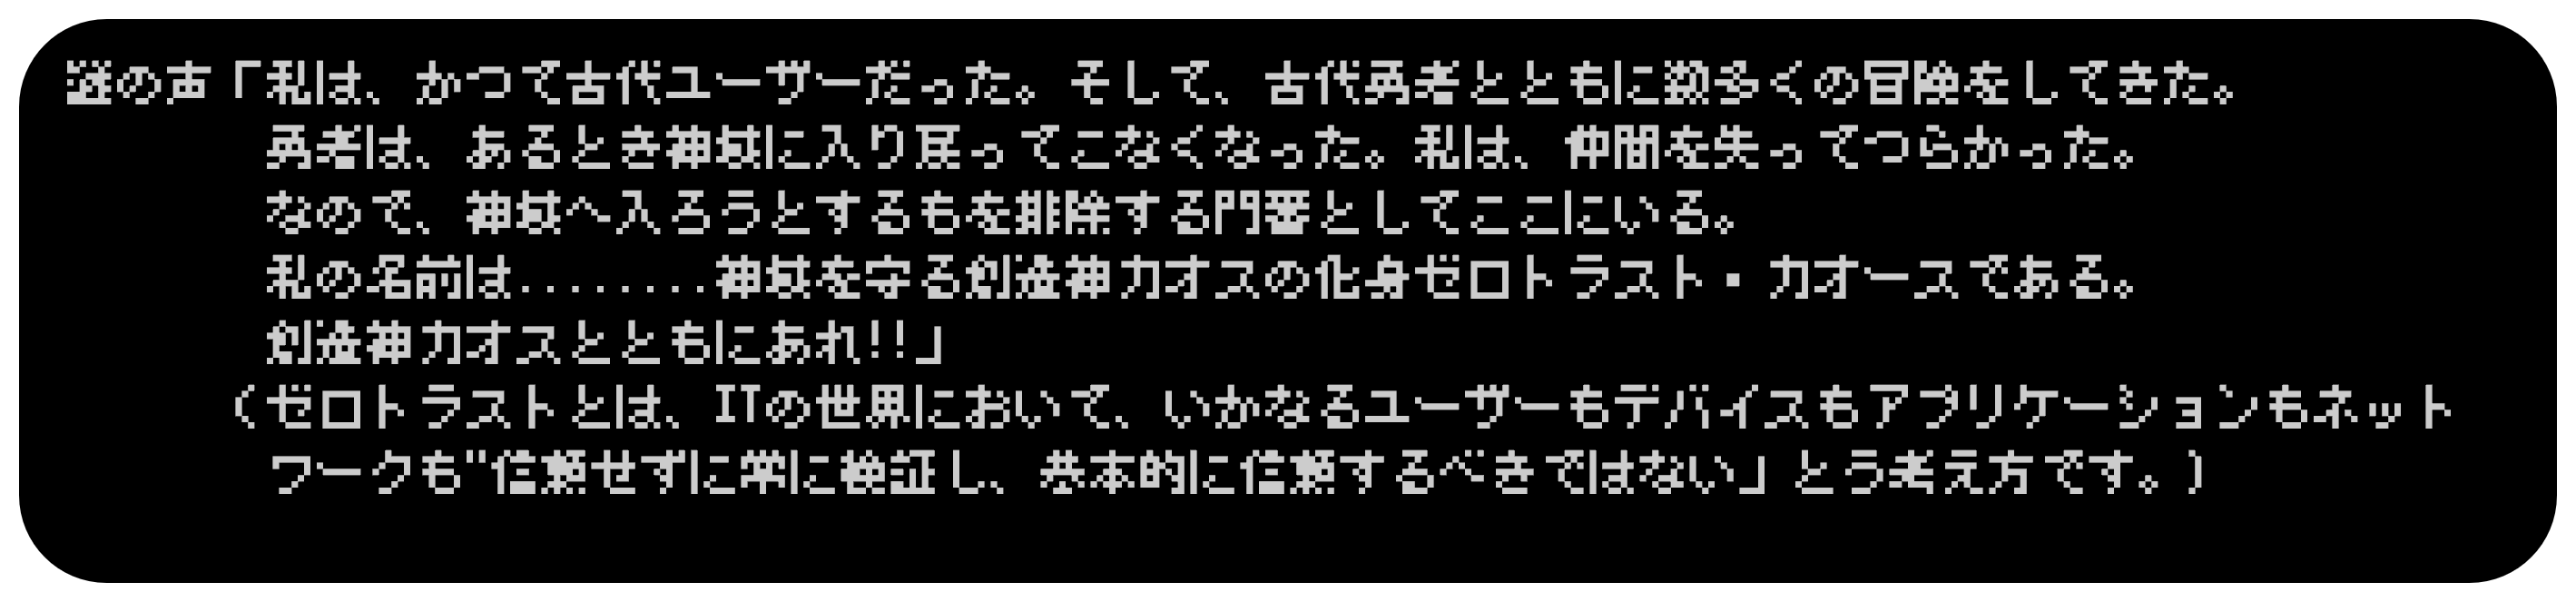 謎の声「私は、かつて古代ユーザーだった。そして、古代勇者とともに数多くの冒険をしてきた。
勇者は、あるとき神域に入り戻ってこなくなった。私は、仲間を失ってつらかった。
なので、神域へ入ろうとするもを排除する門番としてここにいる。
私の名前は........神域を守る創造神カオスの化身ゼロトラスト・カオースである。
創造神カオスとともにあれ!!」
(ゼロトラストとは、ITの世界において、いかなるユーザーもデバイスもアプリケーションもネット
ワークも"信頼せずに常に検証し、基本的に信頼するべきではない」とう考え方です。)